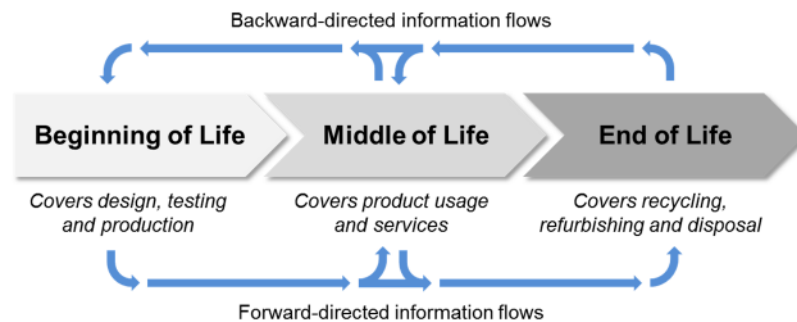 Backward-directed information flows
Beginning of Life
Middle of Life
End of Life
Covers design, testing
and production
Covers product usage
and services
Covers recycling,
refurbishing and disposal
Forward-directed information flows